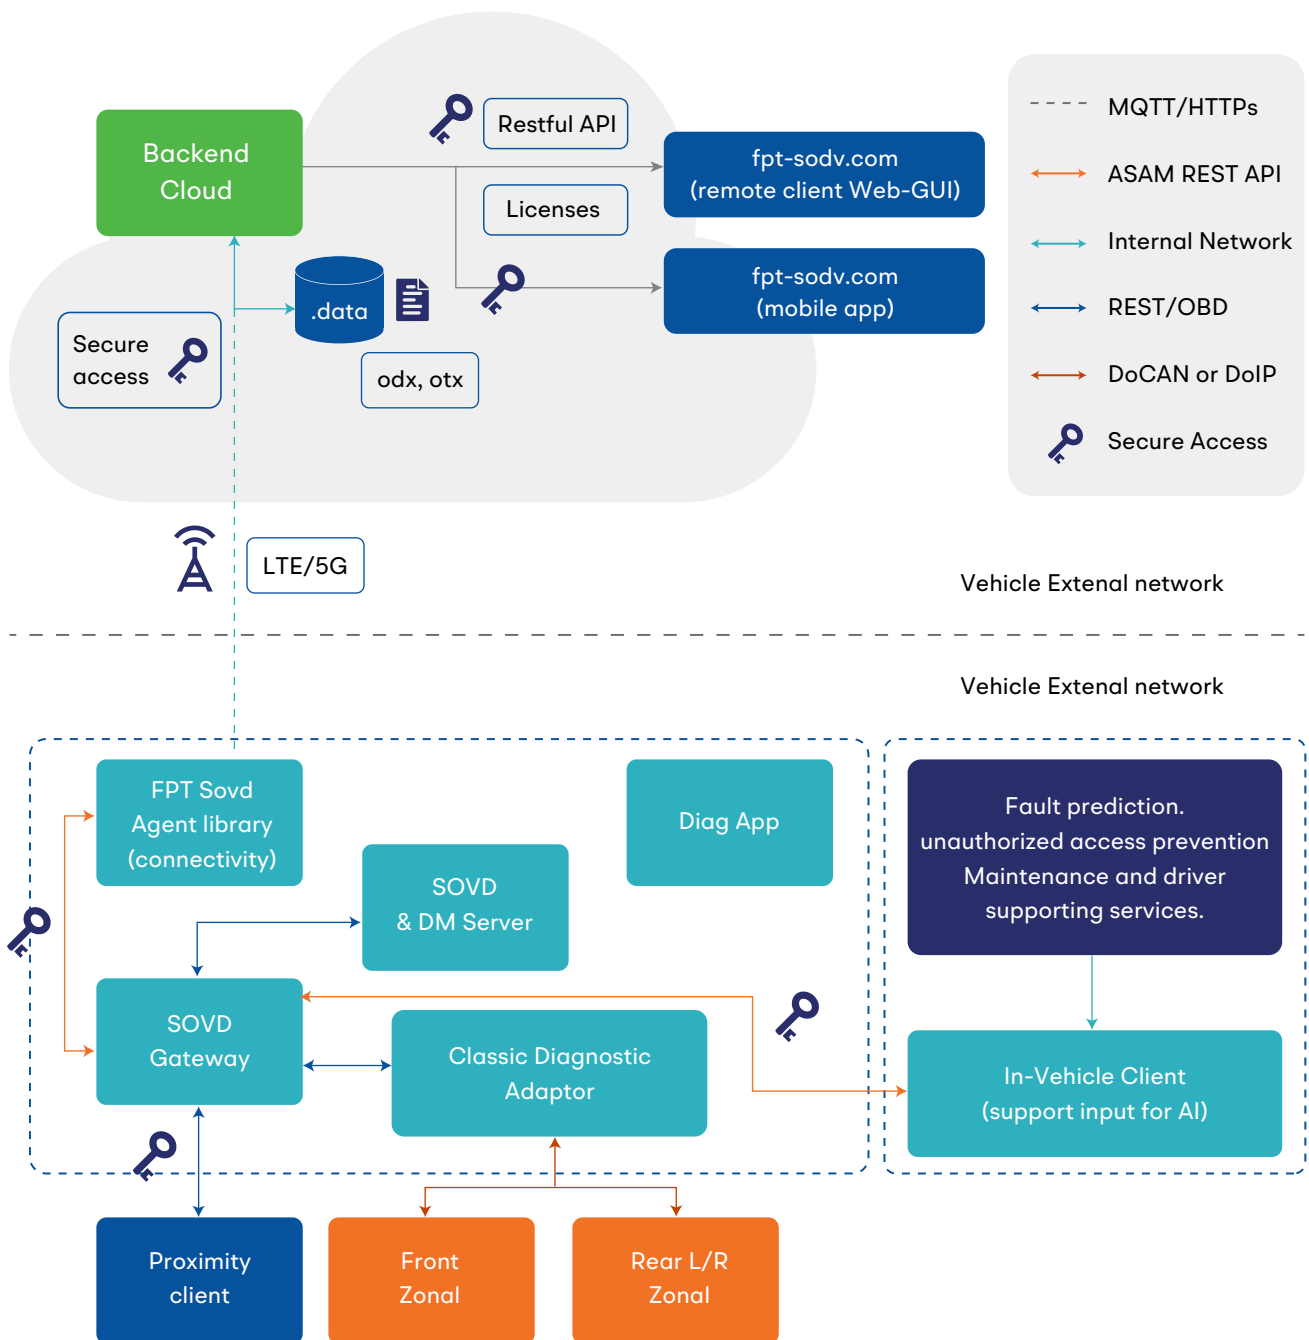 Backend
Cloud
Restful API
Licenses
fpt-sodv.com
(remote client Web-GUI)
fpt-sodv.com
(mobile app)
.data
odx, otx
Secure
access
MQTT/HTTPs
ASAM REST API
Internal Network
REST/OBD
DoCAN or DoIP
Secure Access
LTE/5G
Vehicle Extenal network
Vehicle Extenal network
FPT Sovd
Agent library
(connectivity)
SOVD
& DM Server
Diag App
SOVD
Gateway
Classic Diagnostic
Adaptor
Fault prediction.
unauthorized access prevention
Maintenance and driver
supporting services.
In-Vehicle Client
(support input for AI)
Proximity
client
Front
Zonal
Rear L/R
Zonal